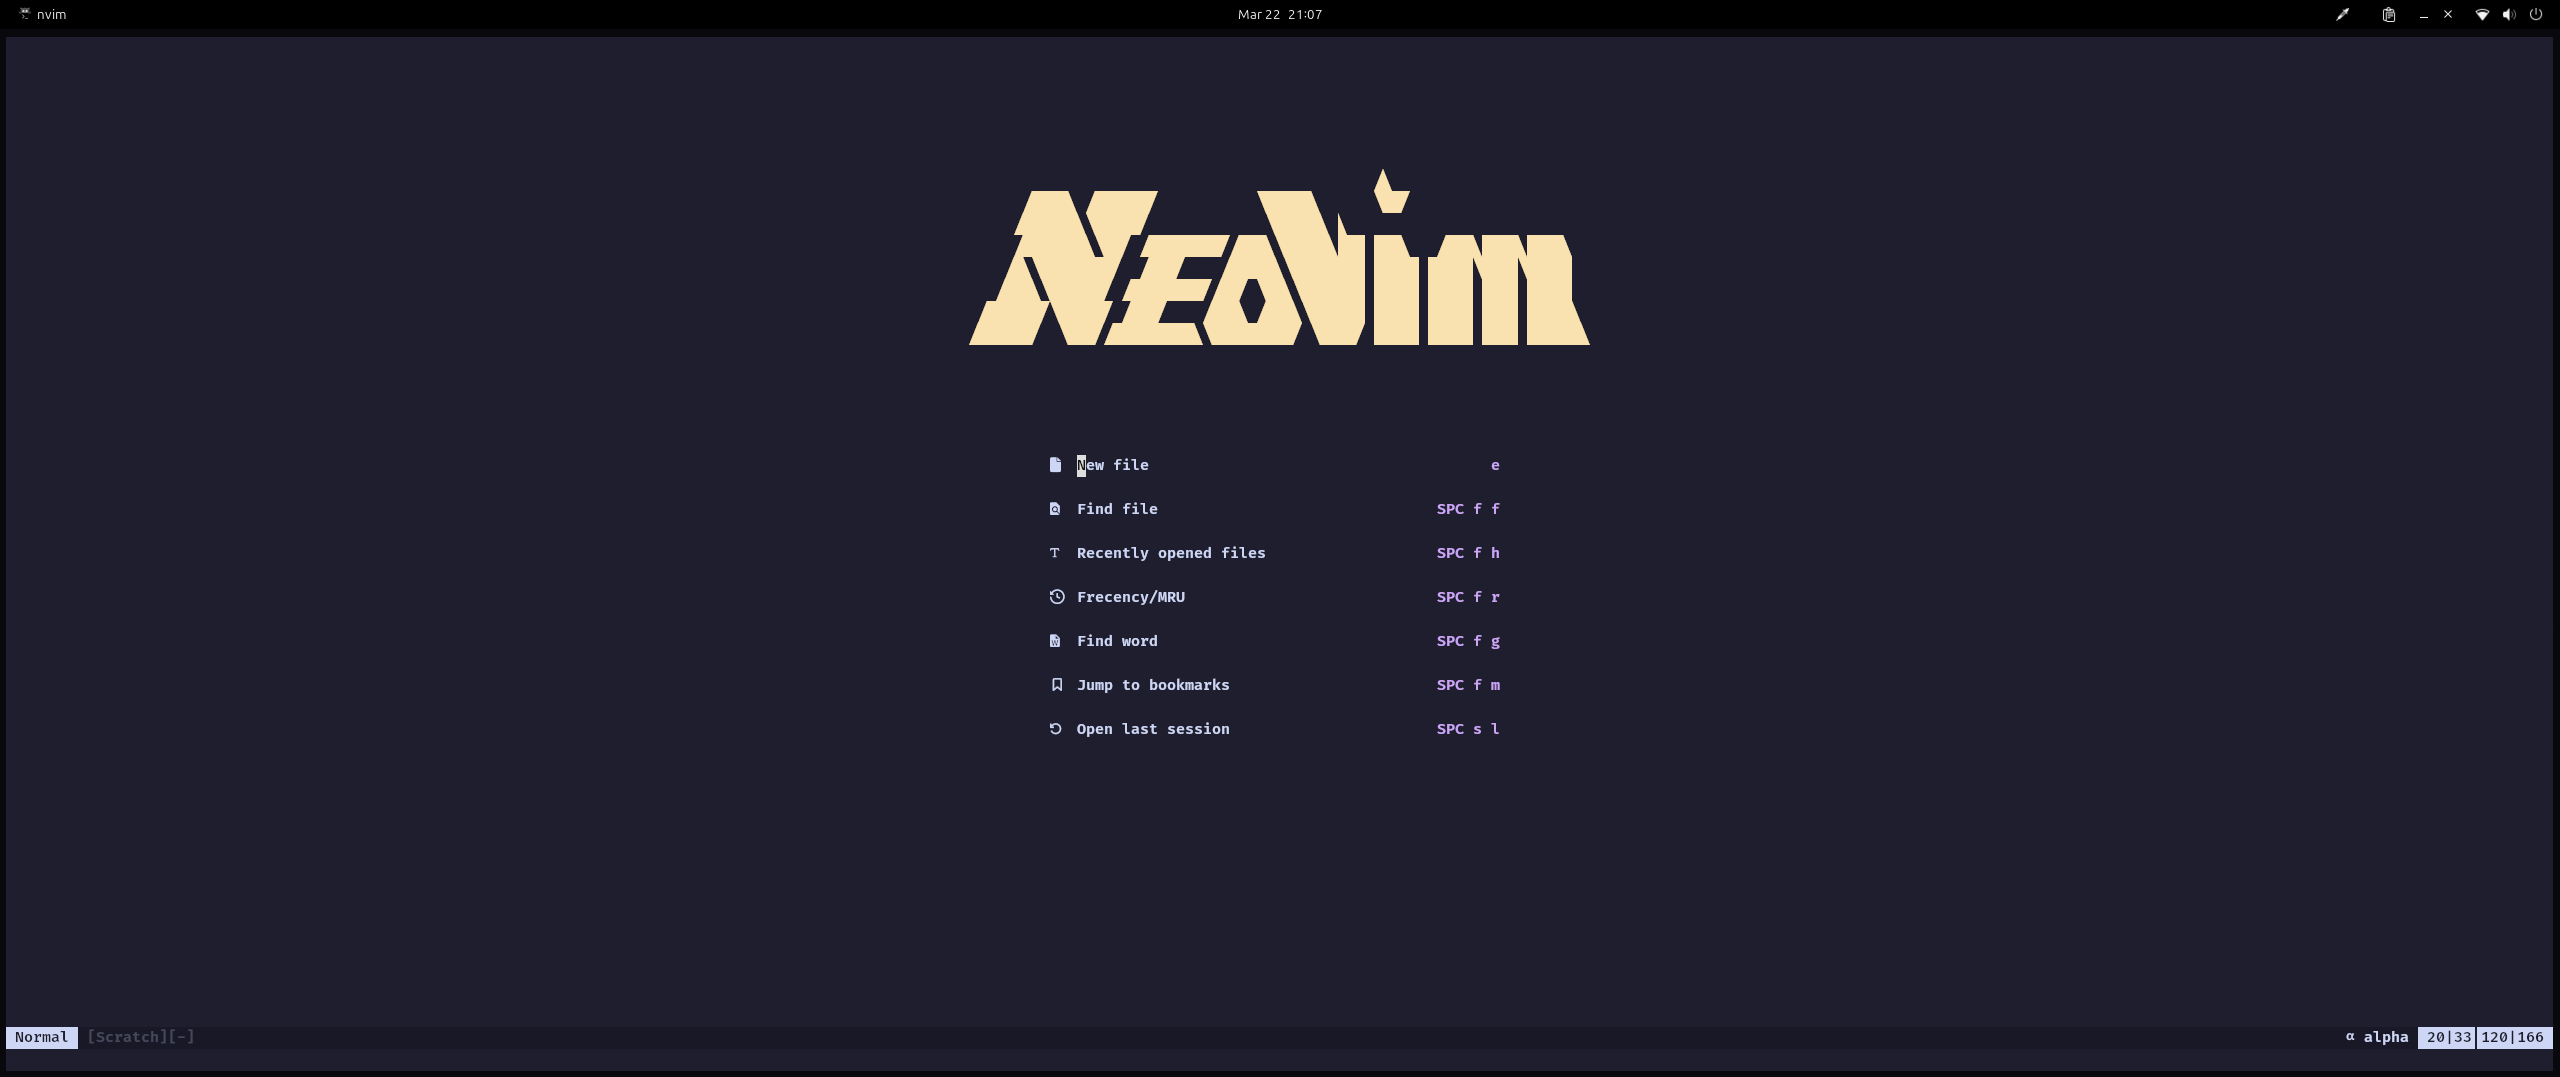 nvim
Mar 22 21:07
Neovim
New file e
Find file SPC f f
Recently opened files SPC f h
Frecency/MRU SPC f r
Find word SPC f g
Jump to bookmarks SPC f m
Open last session SPC s l
Normal [Scratch][-] α alpha 20|33 120|166